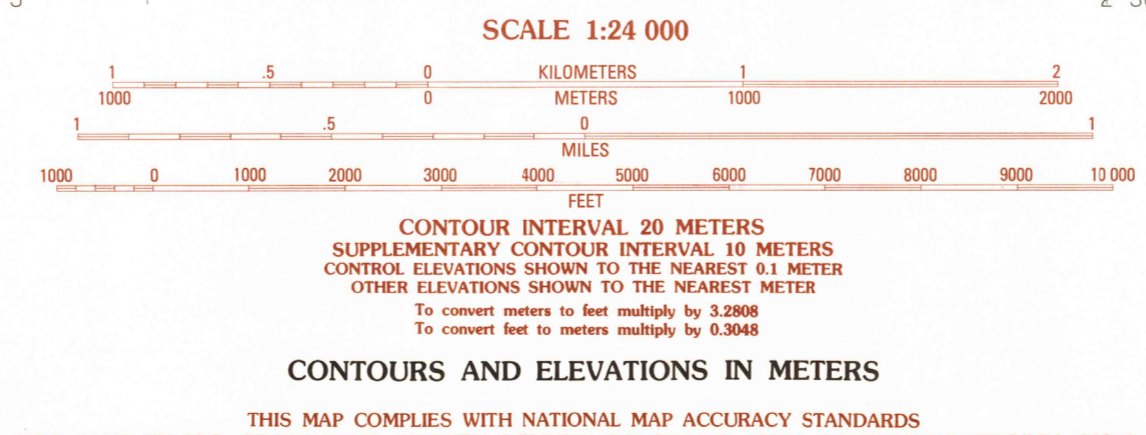 SCALE 1:24 000
1 .5 0 KILOMETERS 1 2
1000 0 METERS 1000 2000
1 .5 0 1
MILES
1000 0 1000 2000 3000 4000 5000 6000 7000 8000 9000 10 000
FEET
CONTOUR INTERVAL 20 METERS
SUPPLEMENTARY CONTOUR INTERVAL 10 METERS
CONTROL ELEVATIONS SHOWN TO THE NEAREST 0.1 METER
OTHER ELEVATIONS SHOWN TO THE NEAREST METER
To convert meters to feet multiply by 3.2808
To convert feet to meters multiply by 0.3048
CONTOURS AND ELEVATIONS IN METERS
THIS MAP COMPLIES WITH NATIONAL MAP ACCURACY STANDARDS